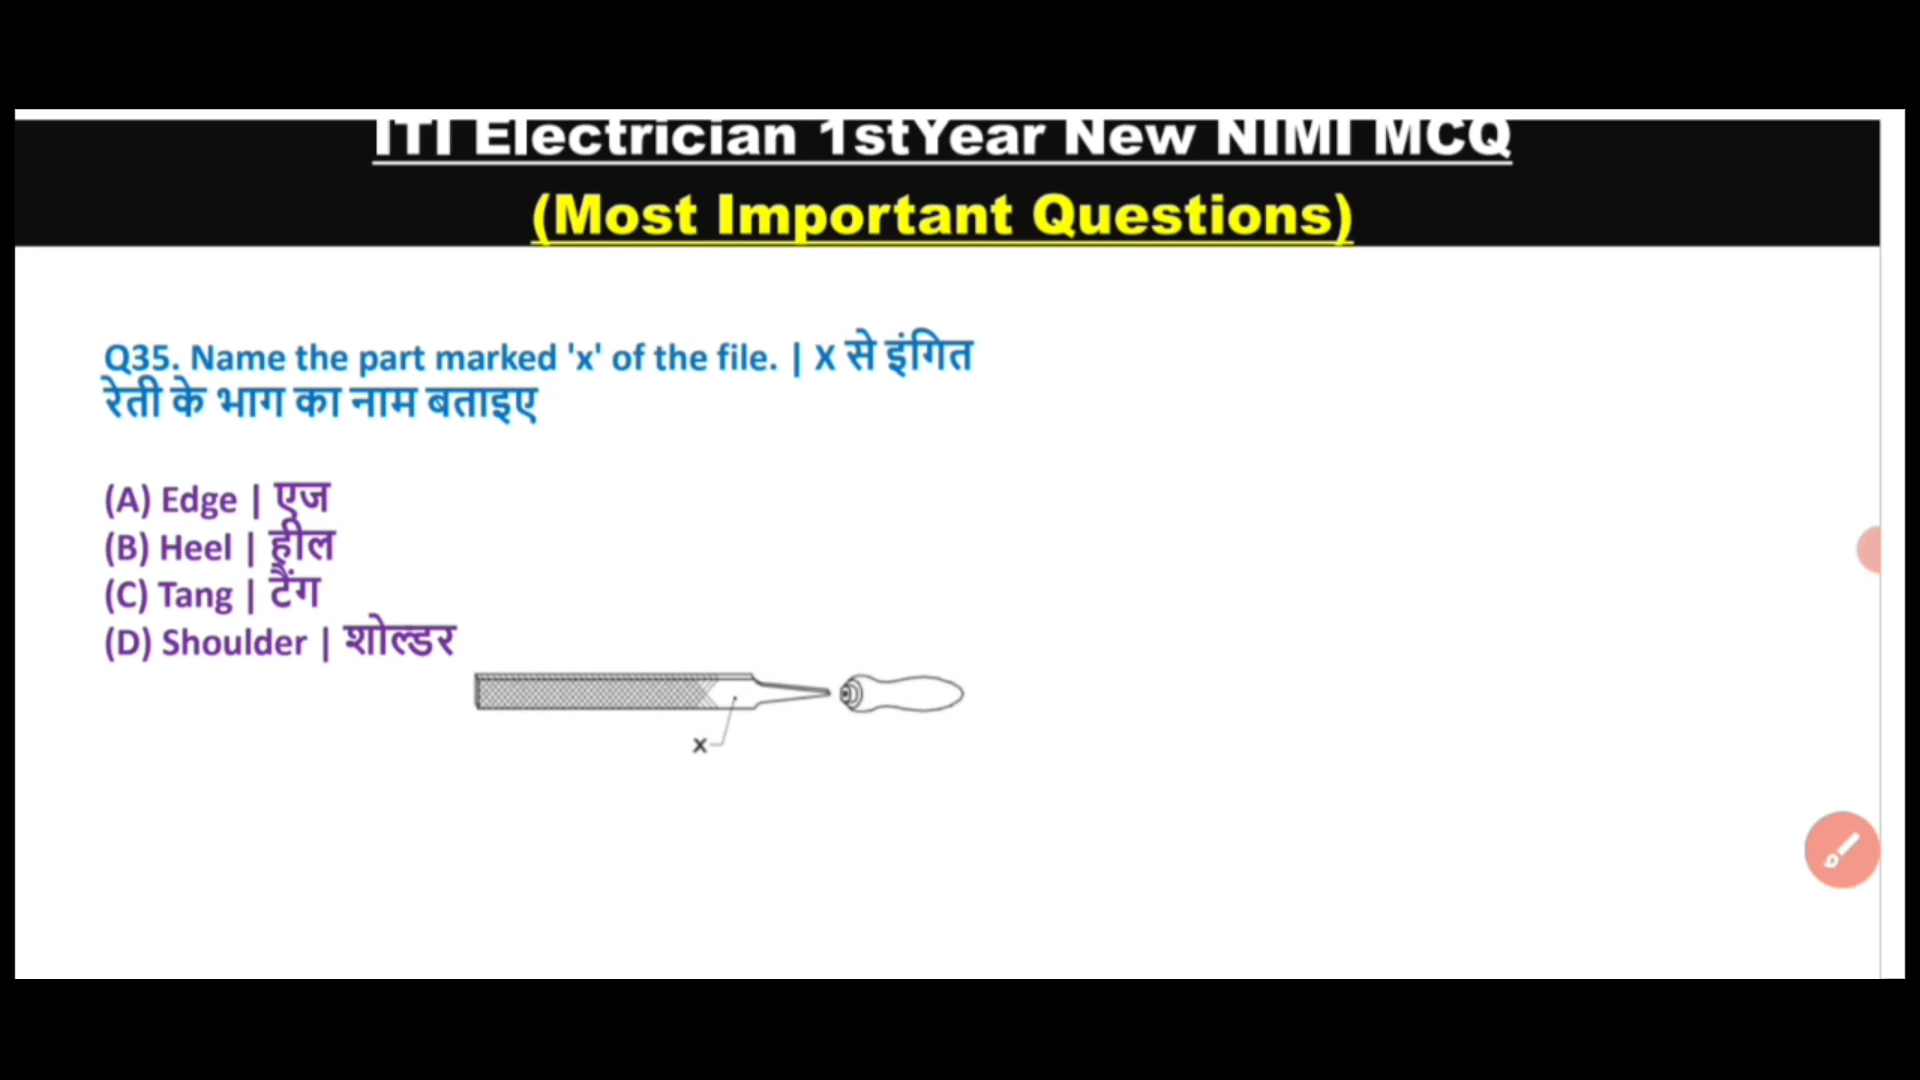 ITI Electrician 1stYear New NIMI MCQ
(Most Important Questions)
Q35. Name the part marked 'x' of the file. | X से इंगित
रेती के भाग का नाम बताइए
(A) Edge | एज
(B) Heel | हील
(C) Tang | टैंग
(D) Shoulder | शोल्डर
x